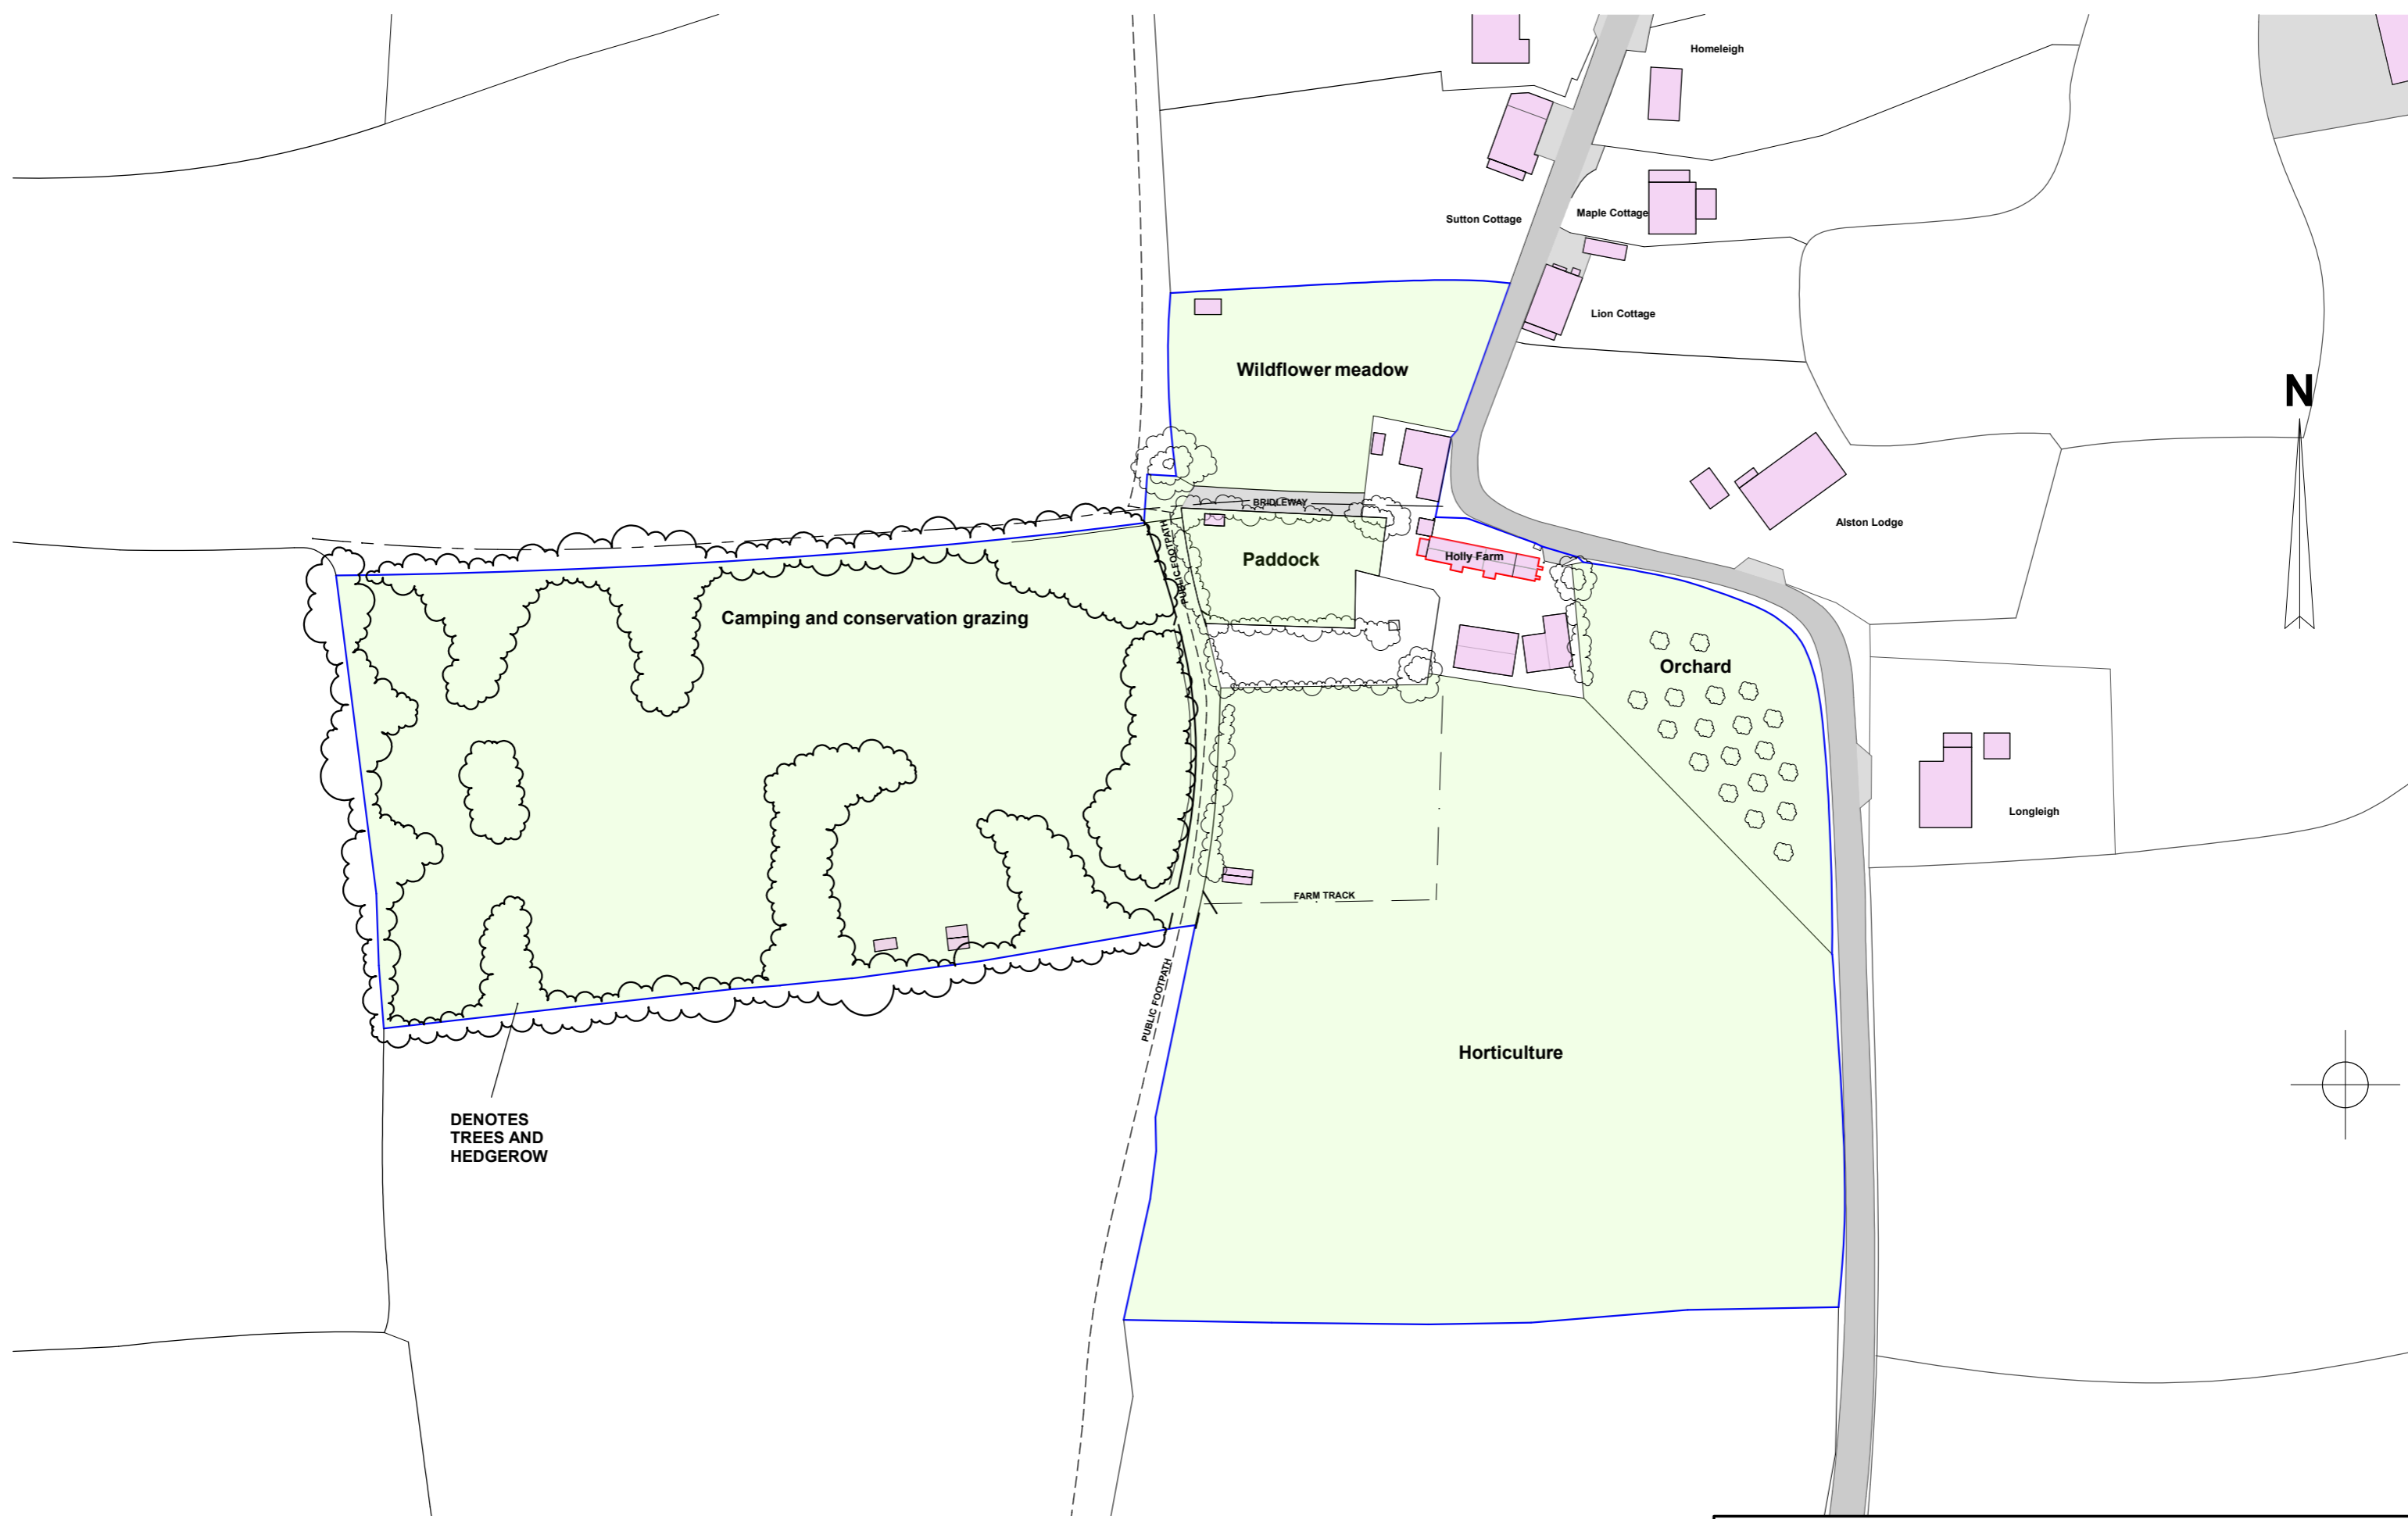 Homeleigh
Sutton Cottage
Maple Cottage
Lion Cottage
Wildflower meadow
N
BRIDLEWAY
Alston Lodge
PUBLIC FOOTPATH
Paddock
Holly Farm
Camping and conservation grazing
Orchard
Longleigh
FARM TRACK
PUBLIC FOOTPATH
Horticulture
DENOTES
TREES AND
HEDGEROW